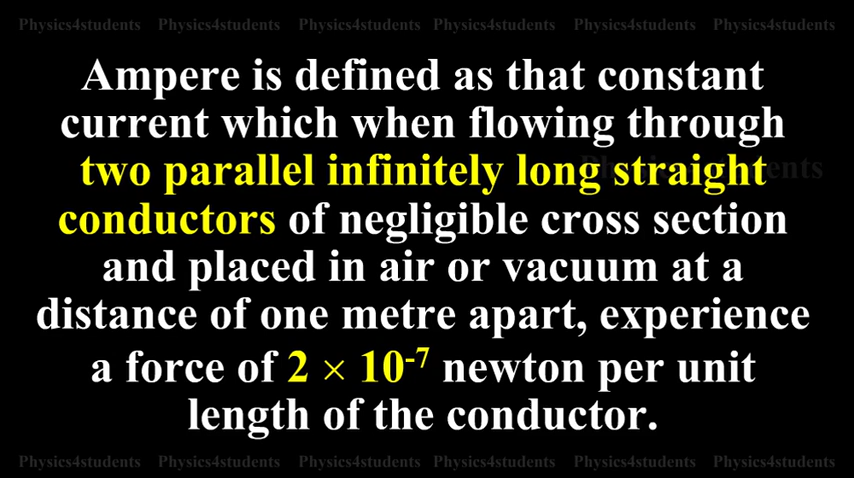 Physics4students Physics4students Physics4students Physics4students Physics4students Physics4students
Ampere is defined as that constant
current which when flowing through
two parallel infinitely long straight
Physics4students
conductors of negligible cross section
and placed in air or vacuum at a
distance of one metre apart, experience
a force of 2 × 10⁻⁷ newton per unit
length of the conductor.
Physics4students Physics4students Physics4students Physics4students Physics4students Physics4students